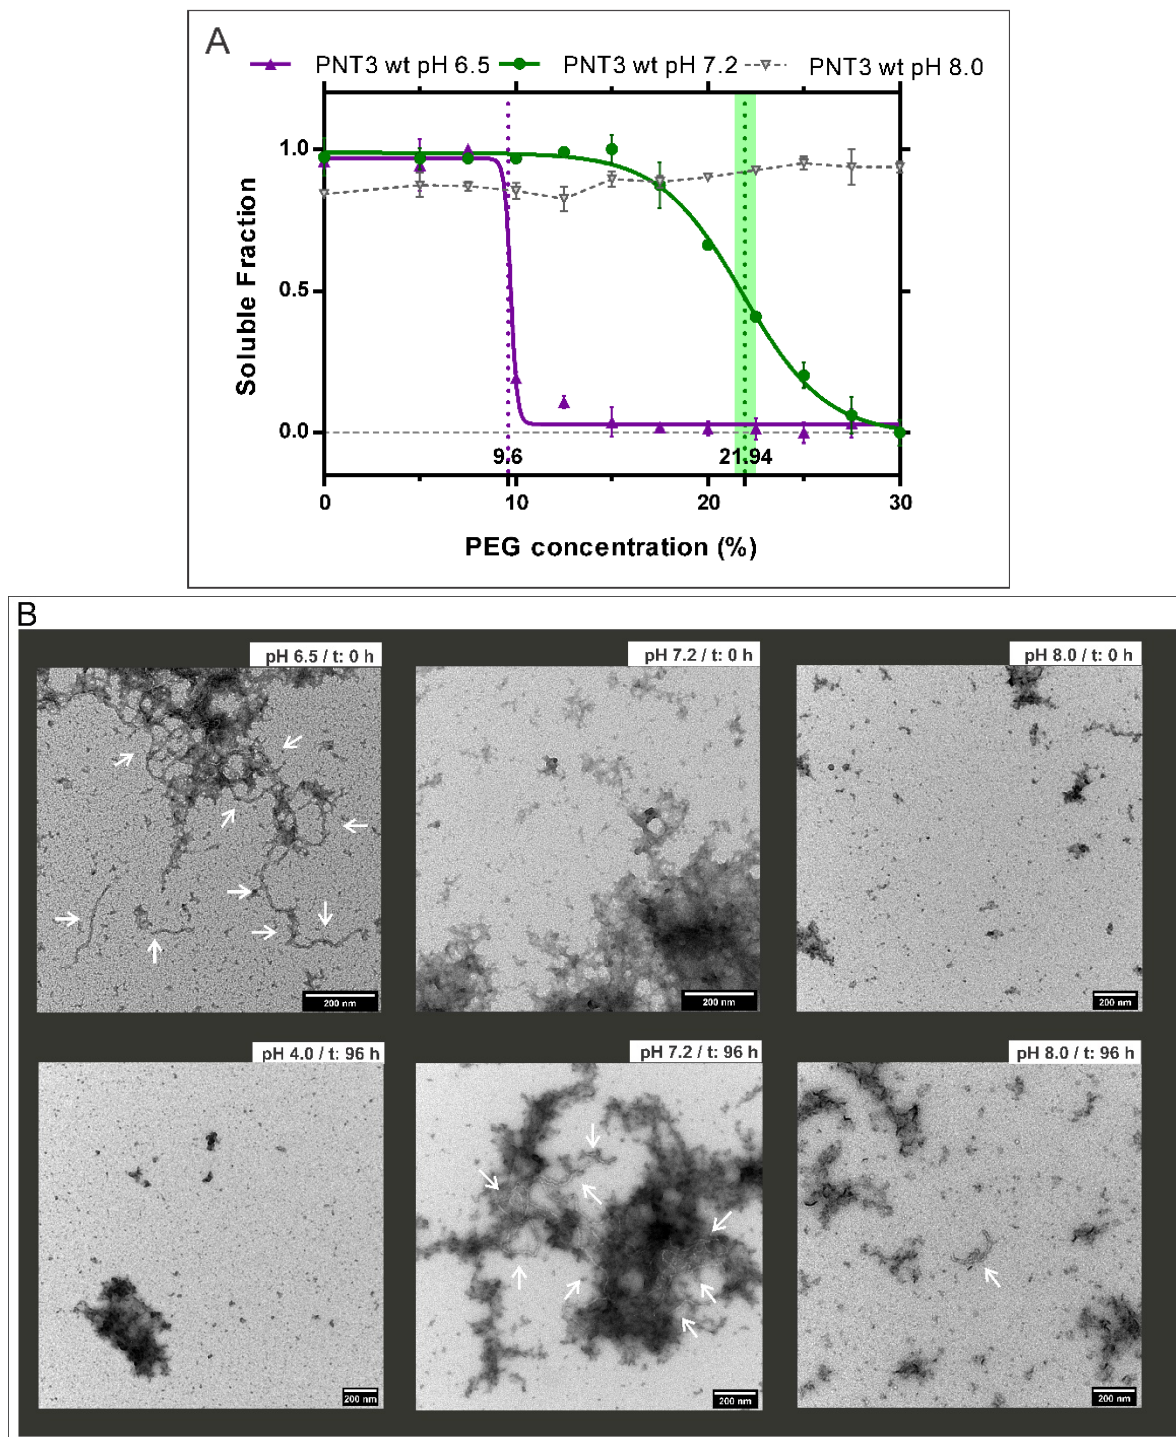 A
PNT3 wt pH 6.5 PNT3 wt pH 7.2 PNT3 wt pH 8.0
1.0
0.5
0.0
Soluble Fraction
9.6 21.94
0 10 20 30
PEG concentration (%)
B
pH 6.5 / t: 0 h pH 7.2 / t: 0 h pH 8.0 / t: 0 h
200 nm 200 nm 200 nm
pH 4.0 / t: 96 h pH 7.2 / t: 96 h pH 8.0 / t: 96 h
200 nm 200 nm 200 nm